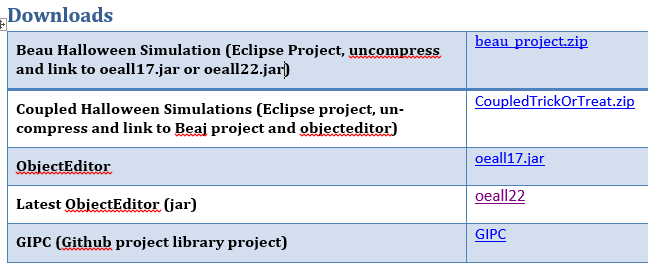 Downloads
Beau Halloween Simulation (Eclipse Project, uncompress
and link to oeall17.jar or oeall22.jar)
beau_project.zip
Coupled Halloween Simulations (Eclipse project, un-
compress and link to Beaj project and objecteditor)
CoupledTrickOrTreat.zip
ObjectEditor
oeall17.jar
Latest ObjectEditor (jar)
oeall22
GIPC (Github project library project)
GIPC